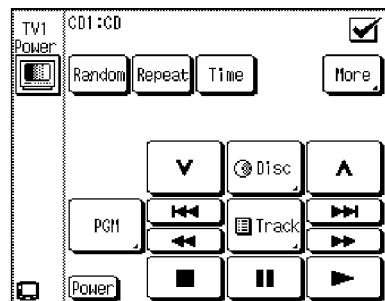 TV1
Power
CD1:CD
Random Repeat Time More
Disc
PGM
Track
Power